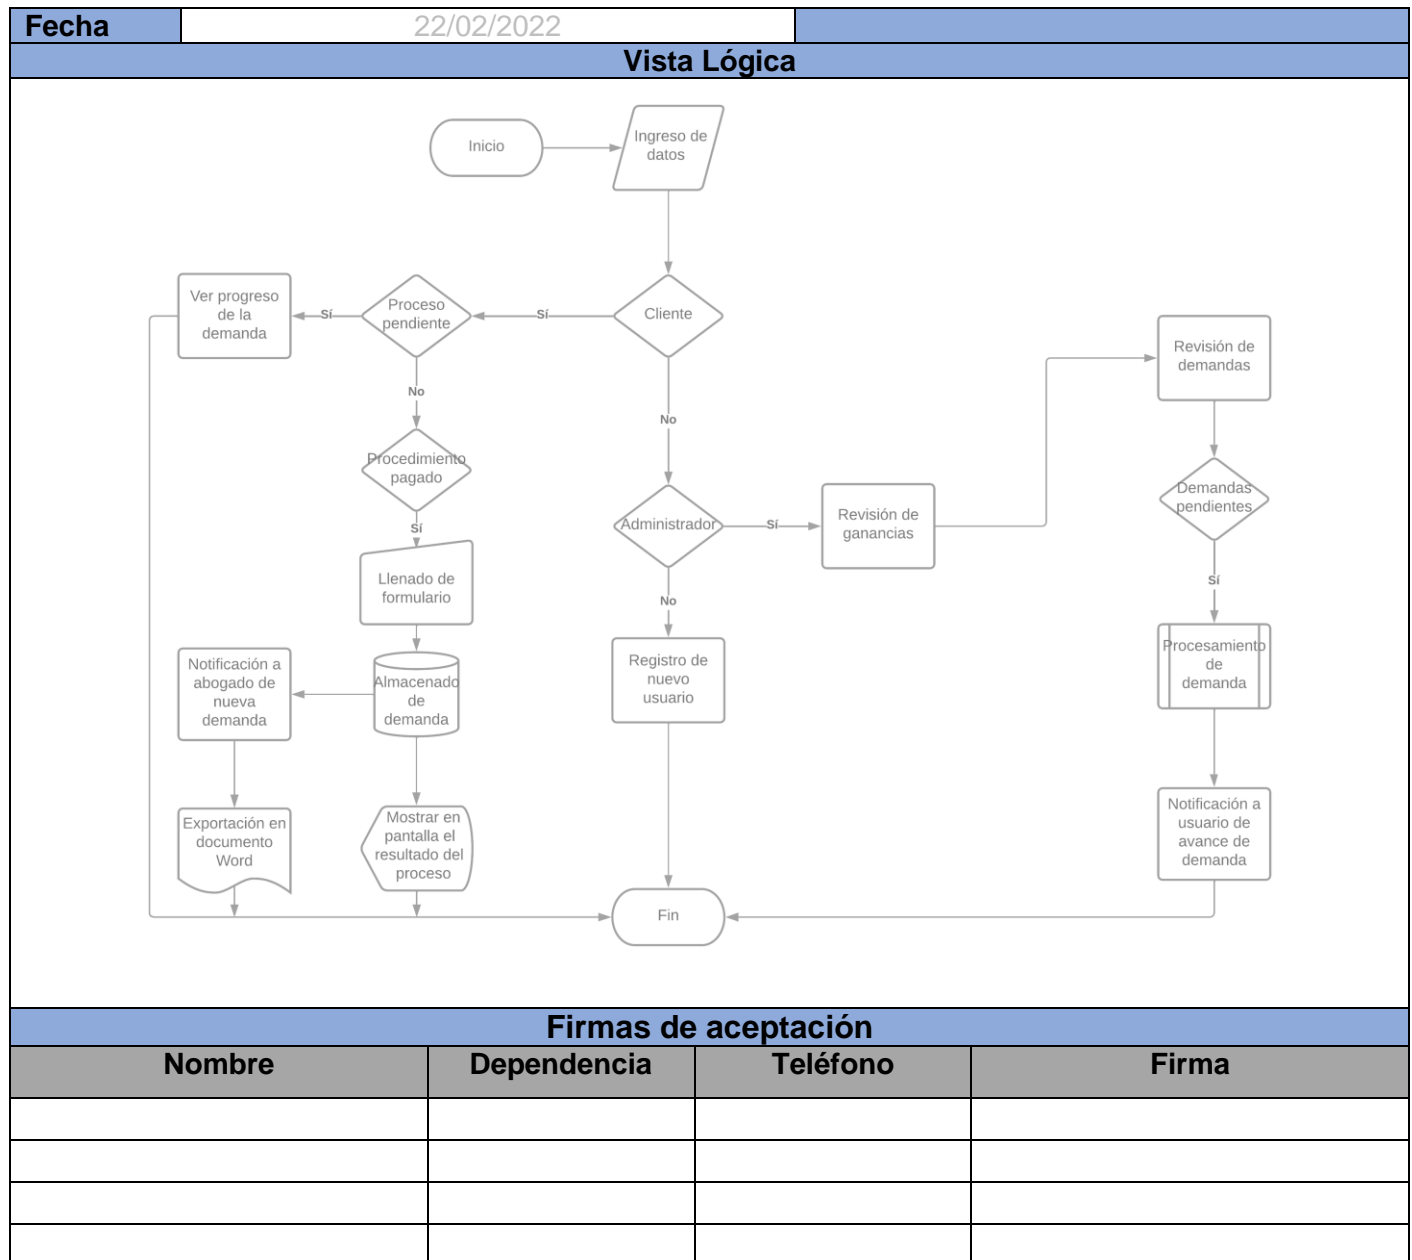 Fecha 22/02/2022
Vista Lógica
Inicio
Ingreso de
datos
Cliente
Sí
Proceso
pendiente
Sí
Ver progreso
de la
demanda
No
Procedimiento
pagado
Sí
Llenado de
formulario
Almacenado
de
demanda
Notificación a
abogado de
nueva
demanda
Exportación en
documento
Word
Mostrar en
pantalla el
resultado del
proceso
No
Administrador
Sí
Revisión de
ganancias
Revisión de
demandas
Demandas
pendientes
Sí
Procesamiento
de
demanda
Notificación a
usuario de
avance de
demanda
No
Registro de
nuevo
usuario
Fin
Firmas de aceptación
Nombre Dependencia Teléfono Firma